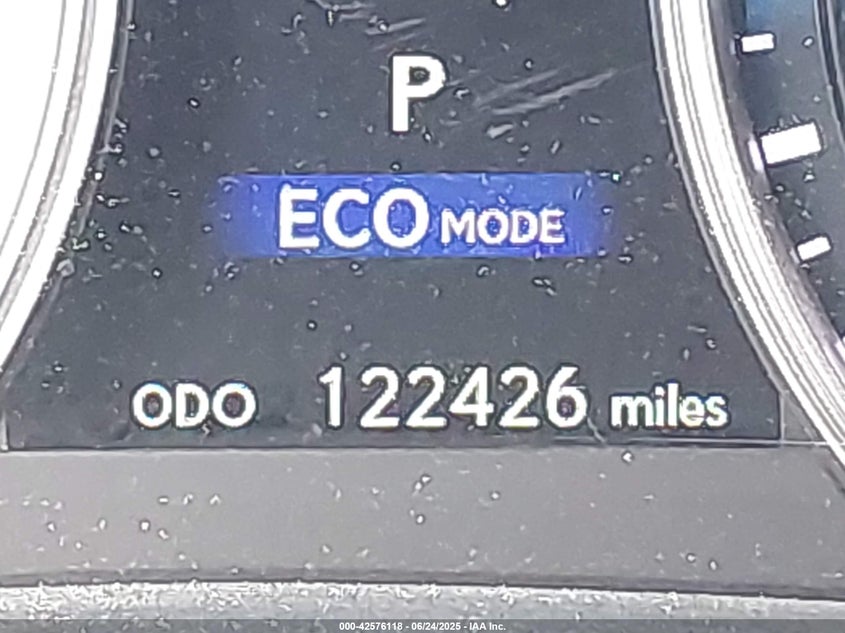 P
ECO MODE
ODO 122426 miles
000-42576118 - 06/24/2025 - IAA Inc.